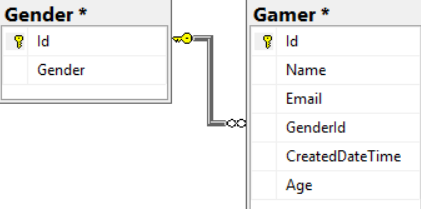 Gender *
Id
Gender
Gamer *
Id
Name
Email
GenderId
CreatedDateTime
Age